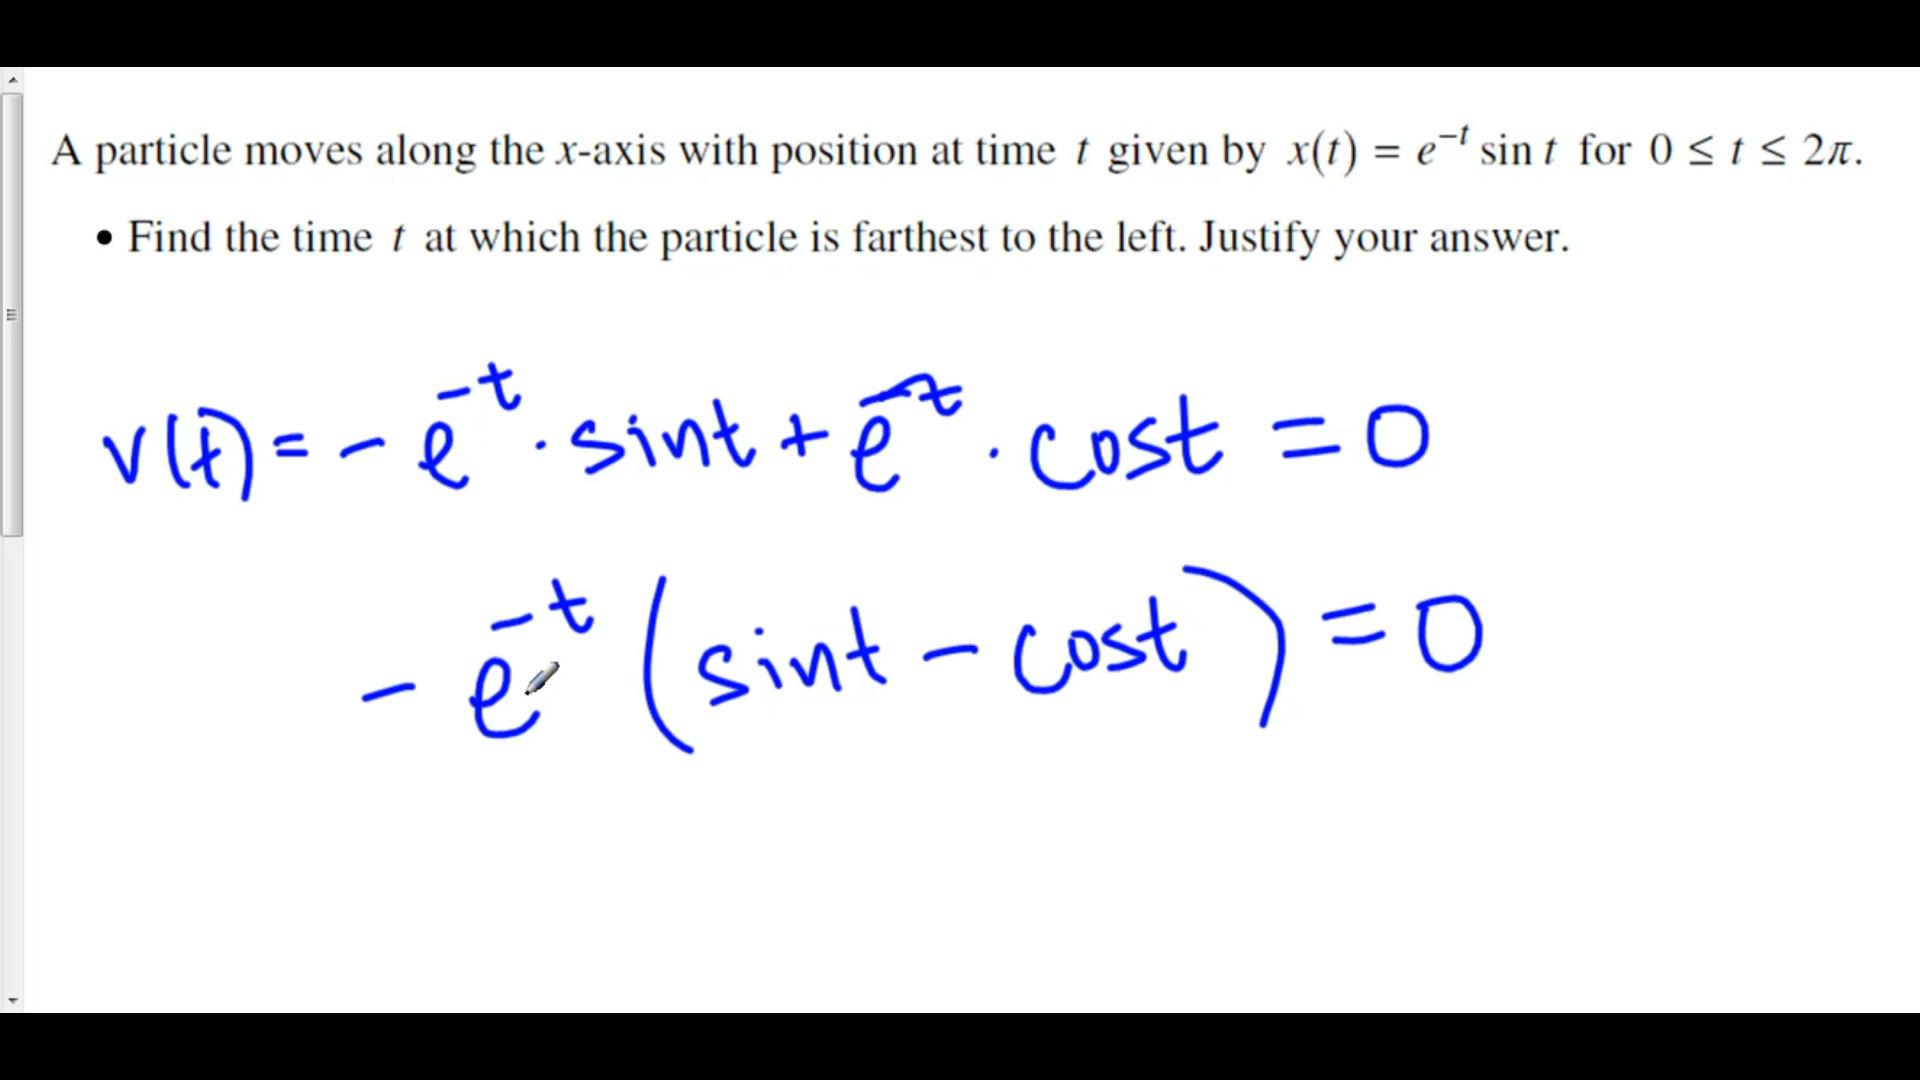 A particle moves along the x-axis with position at time t given by x(t) = e^{-t} sin t for 0 ≤ t ≤ 2π.
• Find the time t at which the particle is farthest to the left. Justify your answer.
v(t) = - e^{-t} · sint + e^{-t} · cost = 0
- e^{-t} (sint - cost) = 0